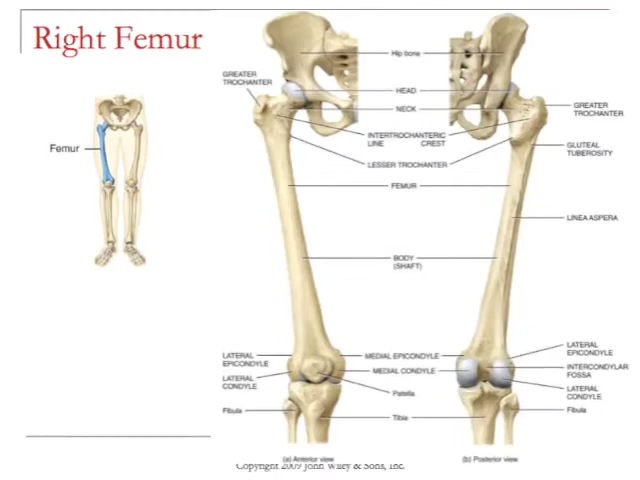 Right Femur
Femur
GREATER
TROCHANTER
Hip bone
HEAD
NECK
INTERTROCHANTERIC
LINE CREST
LESSER TROCHANTER
FEMUR
BODY
(SHAFT)
GREATER
TROCHANTER
GLUTEAL
TUBEROSITY
LINEA ASPERA
LATERAL
EPICONDYLE
LATERAL
CONDYLE
Fibula
MEDIAL EPICONDYLE
MEDIAL CONDYLE
Patella
Tibia
LATERAL
EPICONDYLE
INTERCONDYLAR
FOSSA
LATERAL
CONDYLE
Fibula
(a) Anterior view
(b) Posterior view
Copyright 2009 John Wiley & Sons, Inc.